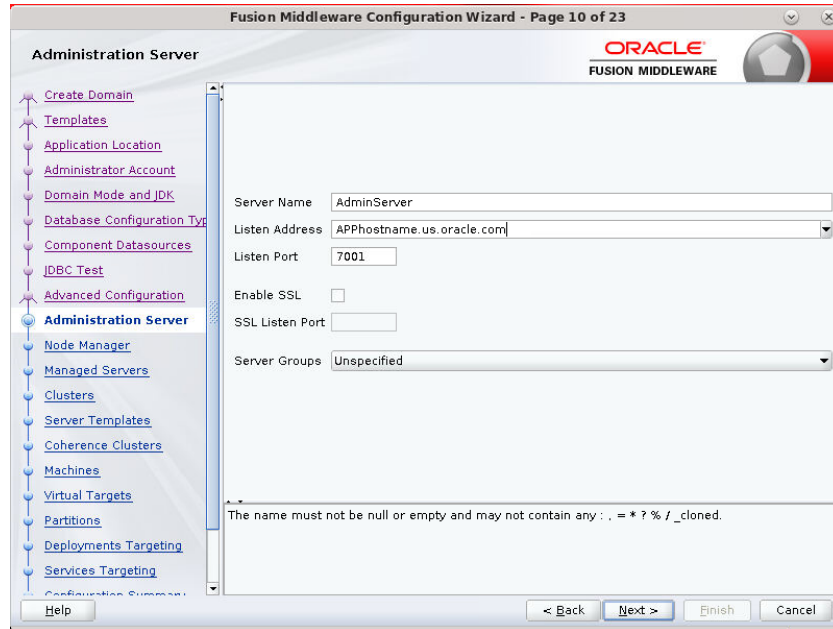 Fusion Middleware Configuration Wizard - Page 10 of 23
Administration Server
ORACLE
FUSION MIDDLEWARE
Create Domain
Templates
Application Location
Administrator Account
Domain Mode and JDK
Database Configuration Typ
Component Datasources
JDBC Test
Advanced Configuration
Administration Server
Node Manager
Managed Servers
Clusters
Server Templates
Coherence Clusters
Machines
Virtual Targets
Partitions
Deployments Targeting
Services Targeting
Configuration Summary
Server Name AdminServer
Listen Address APPhostname.us.oracle.com
Listen Port 7001
Enable SSL
SSL Listen Port
Server Groups Unspecified
The name must not be null or empty and may not contain any : , = * ? % / _cloned.
Help
< Back
Next >
Finish
Cancel